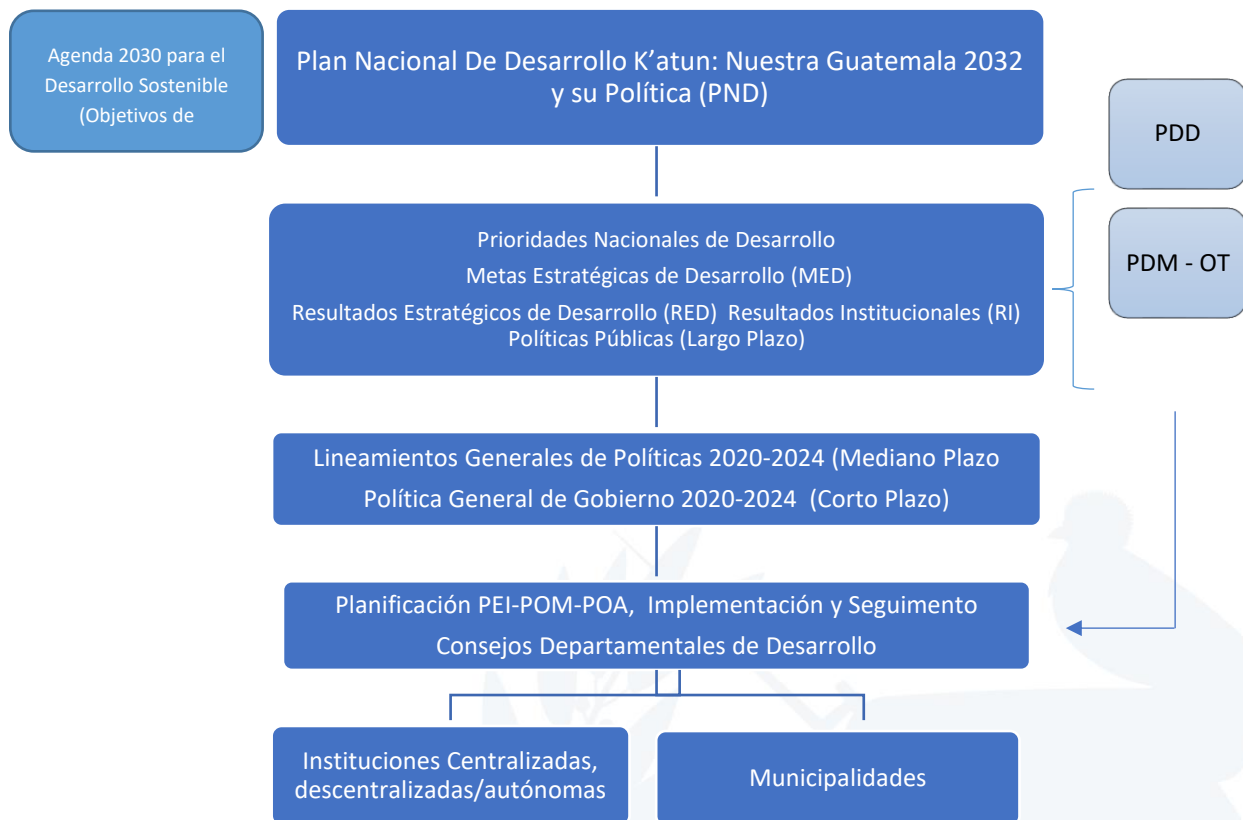 Agenda 2030 para el
Desarrollo Sostenible
(Objetivos de
Plan Nacional De Desarrollo K’atun: Nuestra Guatemala 2032
y su Política (PND)
PDD
PDM - OT
Prioridades Nacionales de Desarrollo
Metas Estratégicas de Desarrollo (MED)
Resultados Estratégicos de Desarrollo (RED) Resultados Institucionales (RI)
Políticas Públicas (Largo Plazo)
Lineamientos Generales de Políticas 2020-2024 (Mediano Plazo
Política General de Gobierno 2020-2024 (Corto Plazo)
Planificación PEI-POM-POA, Implementación y Seguimento
Consejos Departamentales de Desarrollo
Instituciones Centralizadas,
descentralizadas/autónomas
Municipalidades